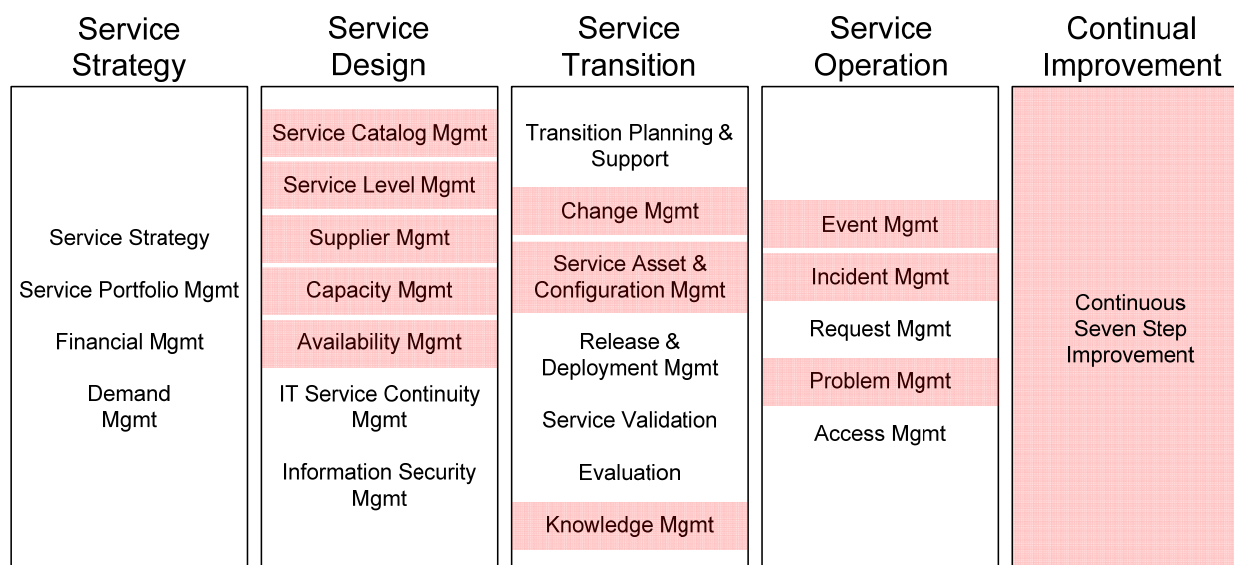 Service
Strategy
Service Strategy
Service Portfolio Mgmt
Financial Mgmt
Demand
Mgmt
Service
Design
Service Catalog Mgmt
Service Level Mgmt
Supplier Mgmt
Capacity Mgmt
Availability Mgmt
IT Service Continuity
Mgmt
Information Security
Mgmt
Service
Transition
Transition Planning &
Support
Change Mgmt
Service Asset &
Configuration Mgmt
Release &
Deployment Mgmt
Service Validation
Evaluation
Knowledge Mgmt
Service
Operation
Event Mgmt
Incident Mgmt
Request Mgmt
Problem Mgmt
Access Mgmt
Continual
Improvement
Continuous
Seven Step
Improvement